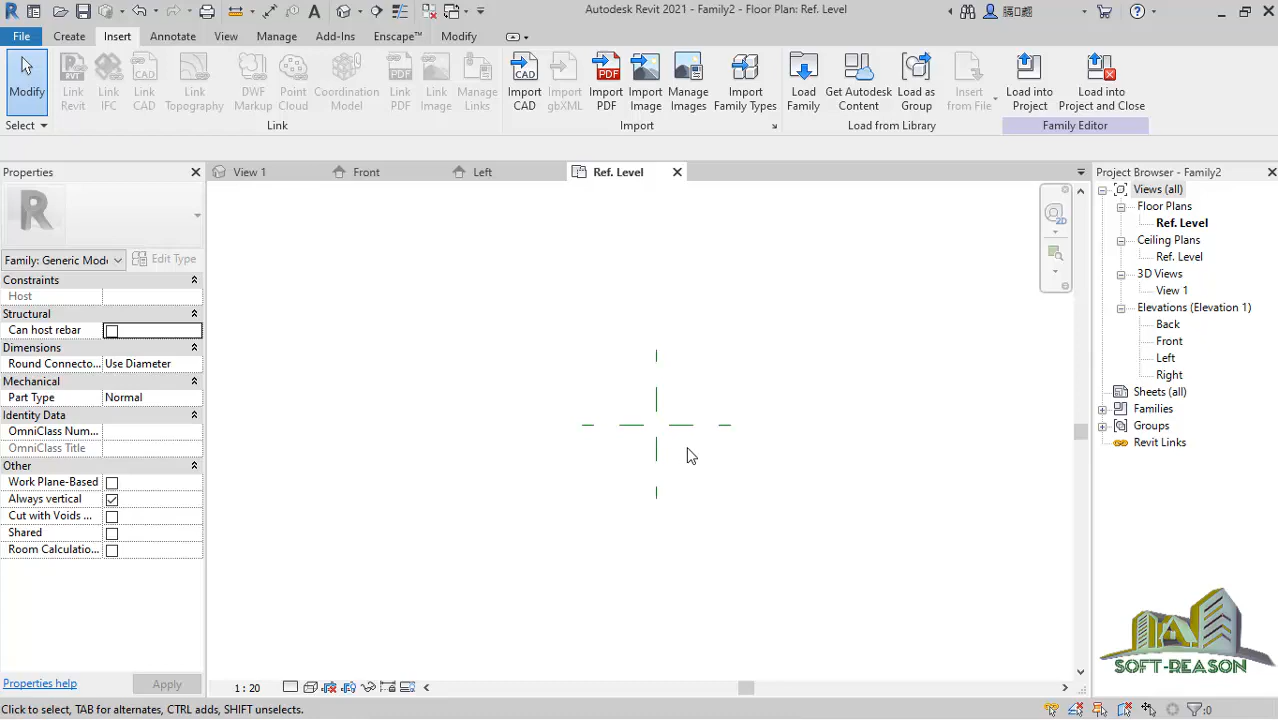 Autodesk Revit 2021 - Family2 - Floor Plan: Ref. Level
File Create Insert Annotate View Manage Add-Ins Enscape™ Modify
Modify
Link Revit
Link IFC
Link CAD
Link Topography
DWF Markup
Point Cloud
Coordination Model
Link PDF
Link Image
Manage Links
Import CAD
Import gbXML
Import PDF
Import Image
Manage Images
Import Family Types
Load Family
Get Autodesk Content
Load as Group
Insert from File
Load into Project
Load into Project and Close
Select Link Import Load from Library Family Editor
Properties
View 1 Front Left Ref. Level
Project Browser - Family2
R
2D
Family: Generic Mode
Edit Type
Constraints
Host
Structural
Can host rebar
Dimensions
Round Connecto... Use Diameter
Mechanical
Part Type Normal
Identity Data
OmniClass Num...
OmniClass Title
Other
Work Plane-Based
Always vertical
Cut with Voids ...
Shared
Room Calculatio...
Properties help Apply
Views (all)
Floor Plans
Ref. Level
Ceiling Plans
Ref. Level
3D Views
View 1
Elevations (Elevation 1)
Back
Front
Left
Right
Sheets (all)
Families
Groups
Revit Links
SOFT-REASON
1 : 20
Click to select, TAB for alternates, CTRL adds, SHIFT unselects.
:0